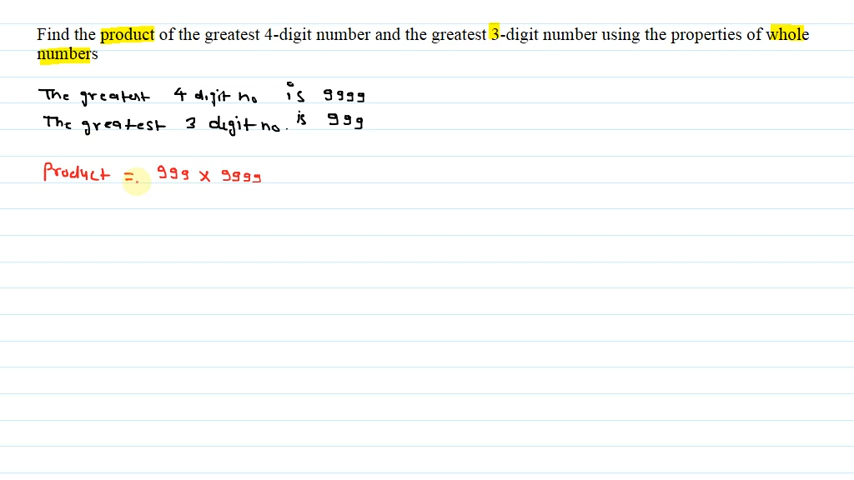 Find the product of the greatest 4-digit number and the greatest 3-digit number using the properties of whole
numbers
The greatest 4 digit no is 9999
The greatest 3 digit no. is 999
Product = 999 × 9999